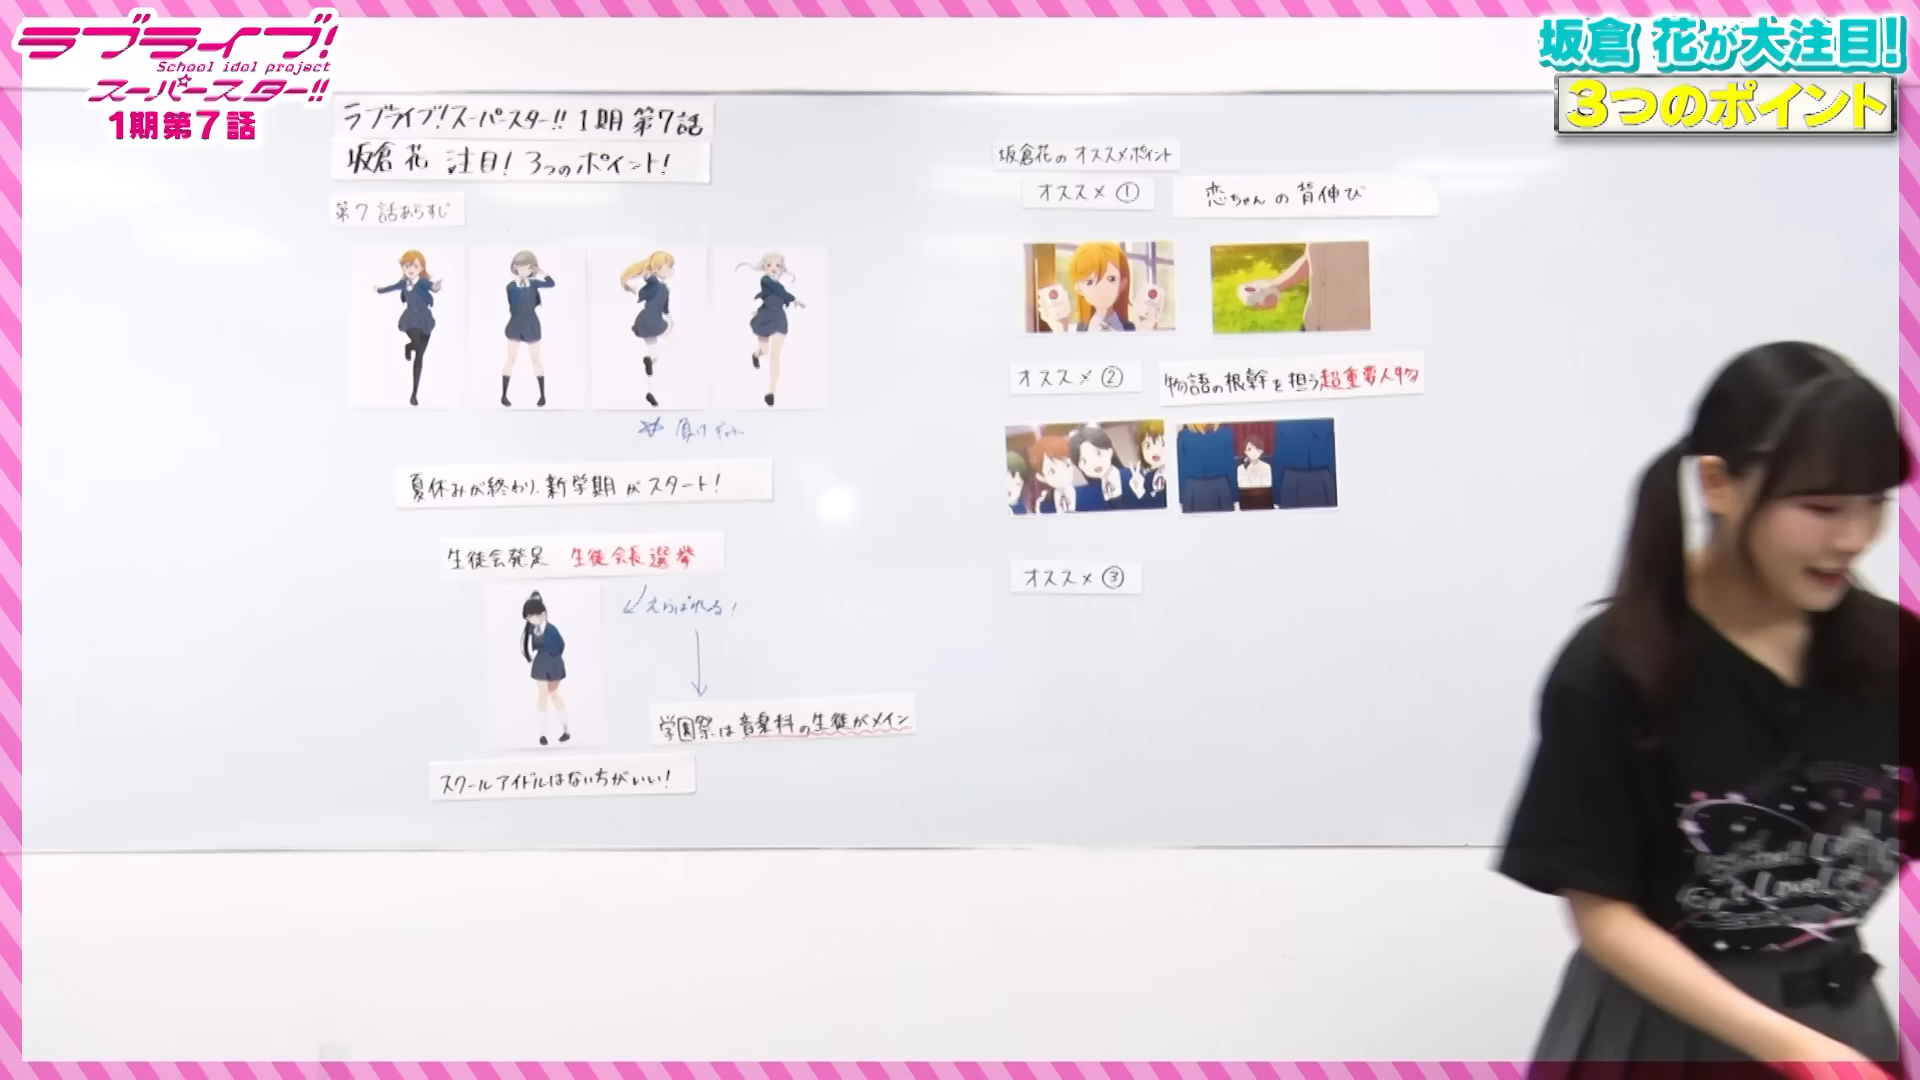 ラブライブ!
School idol project
スーパースター!!
1期第7話
坂倉 花が大注目!
3つのポイント
ラブライブ!スーパースター!! 1期 第7話
坂倉 花 注目! 3つのポイント!
第7話あらすじ
夏休みが終わり、新学期がスタート!
生徒会発足 生徒会長選挙
えらばれる!
学園祭は音楽科の生徒がメイン
スクールアイドルはない方がいい!
坂倉花のオススメポイント
オススメ① 恋ちゃんの背伸び
オススメ② 物語の根幹を担う超重要人物
オススメ③